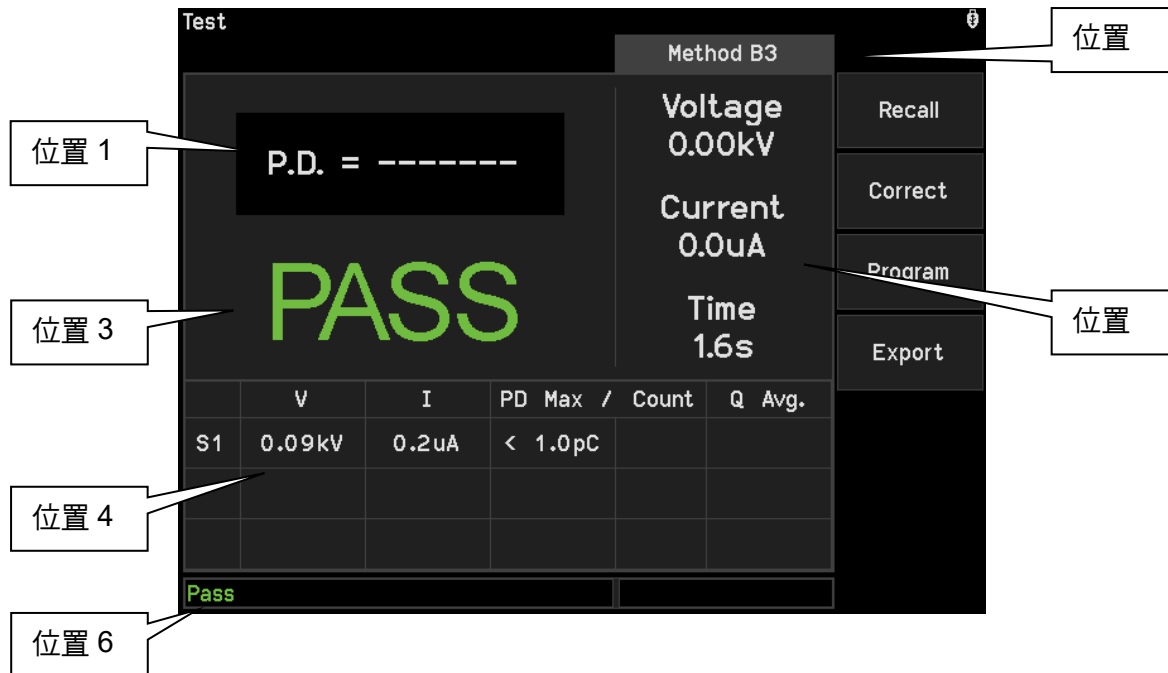 Test
位置
Method B3
位置 1
P.D. = -------
Voltage
0.00kV
Recall
Current
0.0uA
Correct
Program
位置 3
PASS
Time
1.6s
位置
Export
V I PD Max / Count Q Avg.
S1 0.09kV 0.2uA < 1.0pC
位置 4
Pass
位置 6